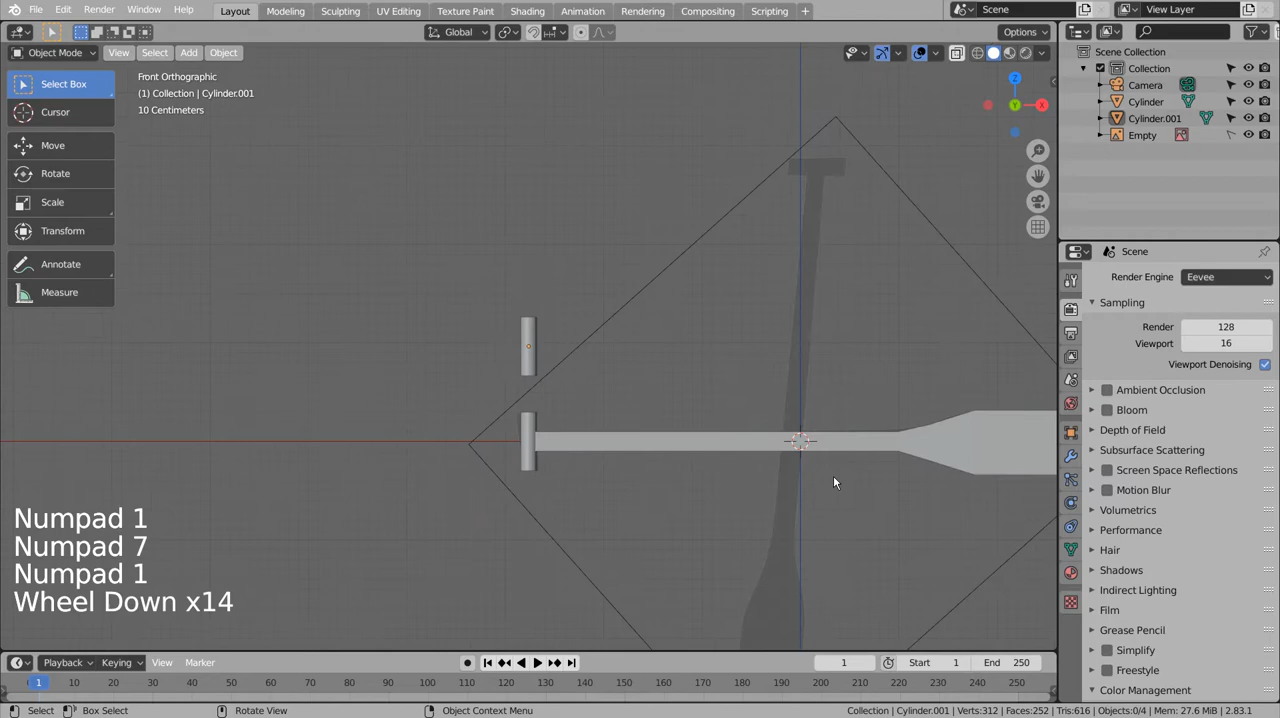 File Edit Render Window Help Layout Modeling Sculpting UV Editing Texture Paint Shading Animation Rendering Compositing Scripting + Scene View Layer
Object Mode View Select Add Object Global Options
Select Box
Cursor
Move
Rotate
Scale
Transform
Annotate
Measure
Front Orthographic
(1) Collection | Cylinder.001
10 Centimeters
Z
Y
X
Numpad 1
Numpad 7
Numpad 1
Wheel Down x14
Scene Collection
Collection
Camera
Cylinder
Cylinder.001
Empty
Scene
Render Engine Eevee
Sampling
Render 128
Viewport 16
Viewport Denoising
Ambient Occlusion
Bloom
Depth of Field
Subsurface Scattering
Screen Space Reflections
Motion Blur
Volumetrics
Performance
Hair
Shadows
Indirect Lighting
Film
Grease Pencil
Simplify
Freestyle
Color Management
Playback Keying View Marker 1 Start 1 End 250
1 10 20 30 40 50 60 70 80 90 100 110 120 130 140 150 160 170 180 190 200 210 220 230 240 250
Select Box Select Rotate View Object Context Menu Collection | Cylinder.001 | Verts:312 | Faces:252 | Tris:616 | Objects:0/4 | Mem: 27.6 MiB | 2.83.1